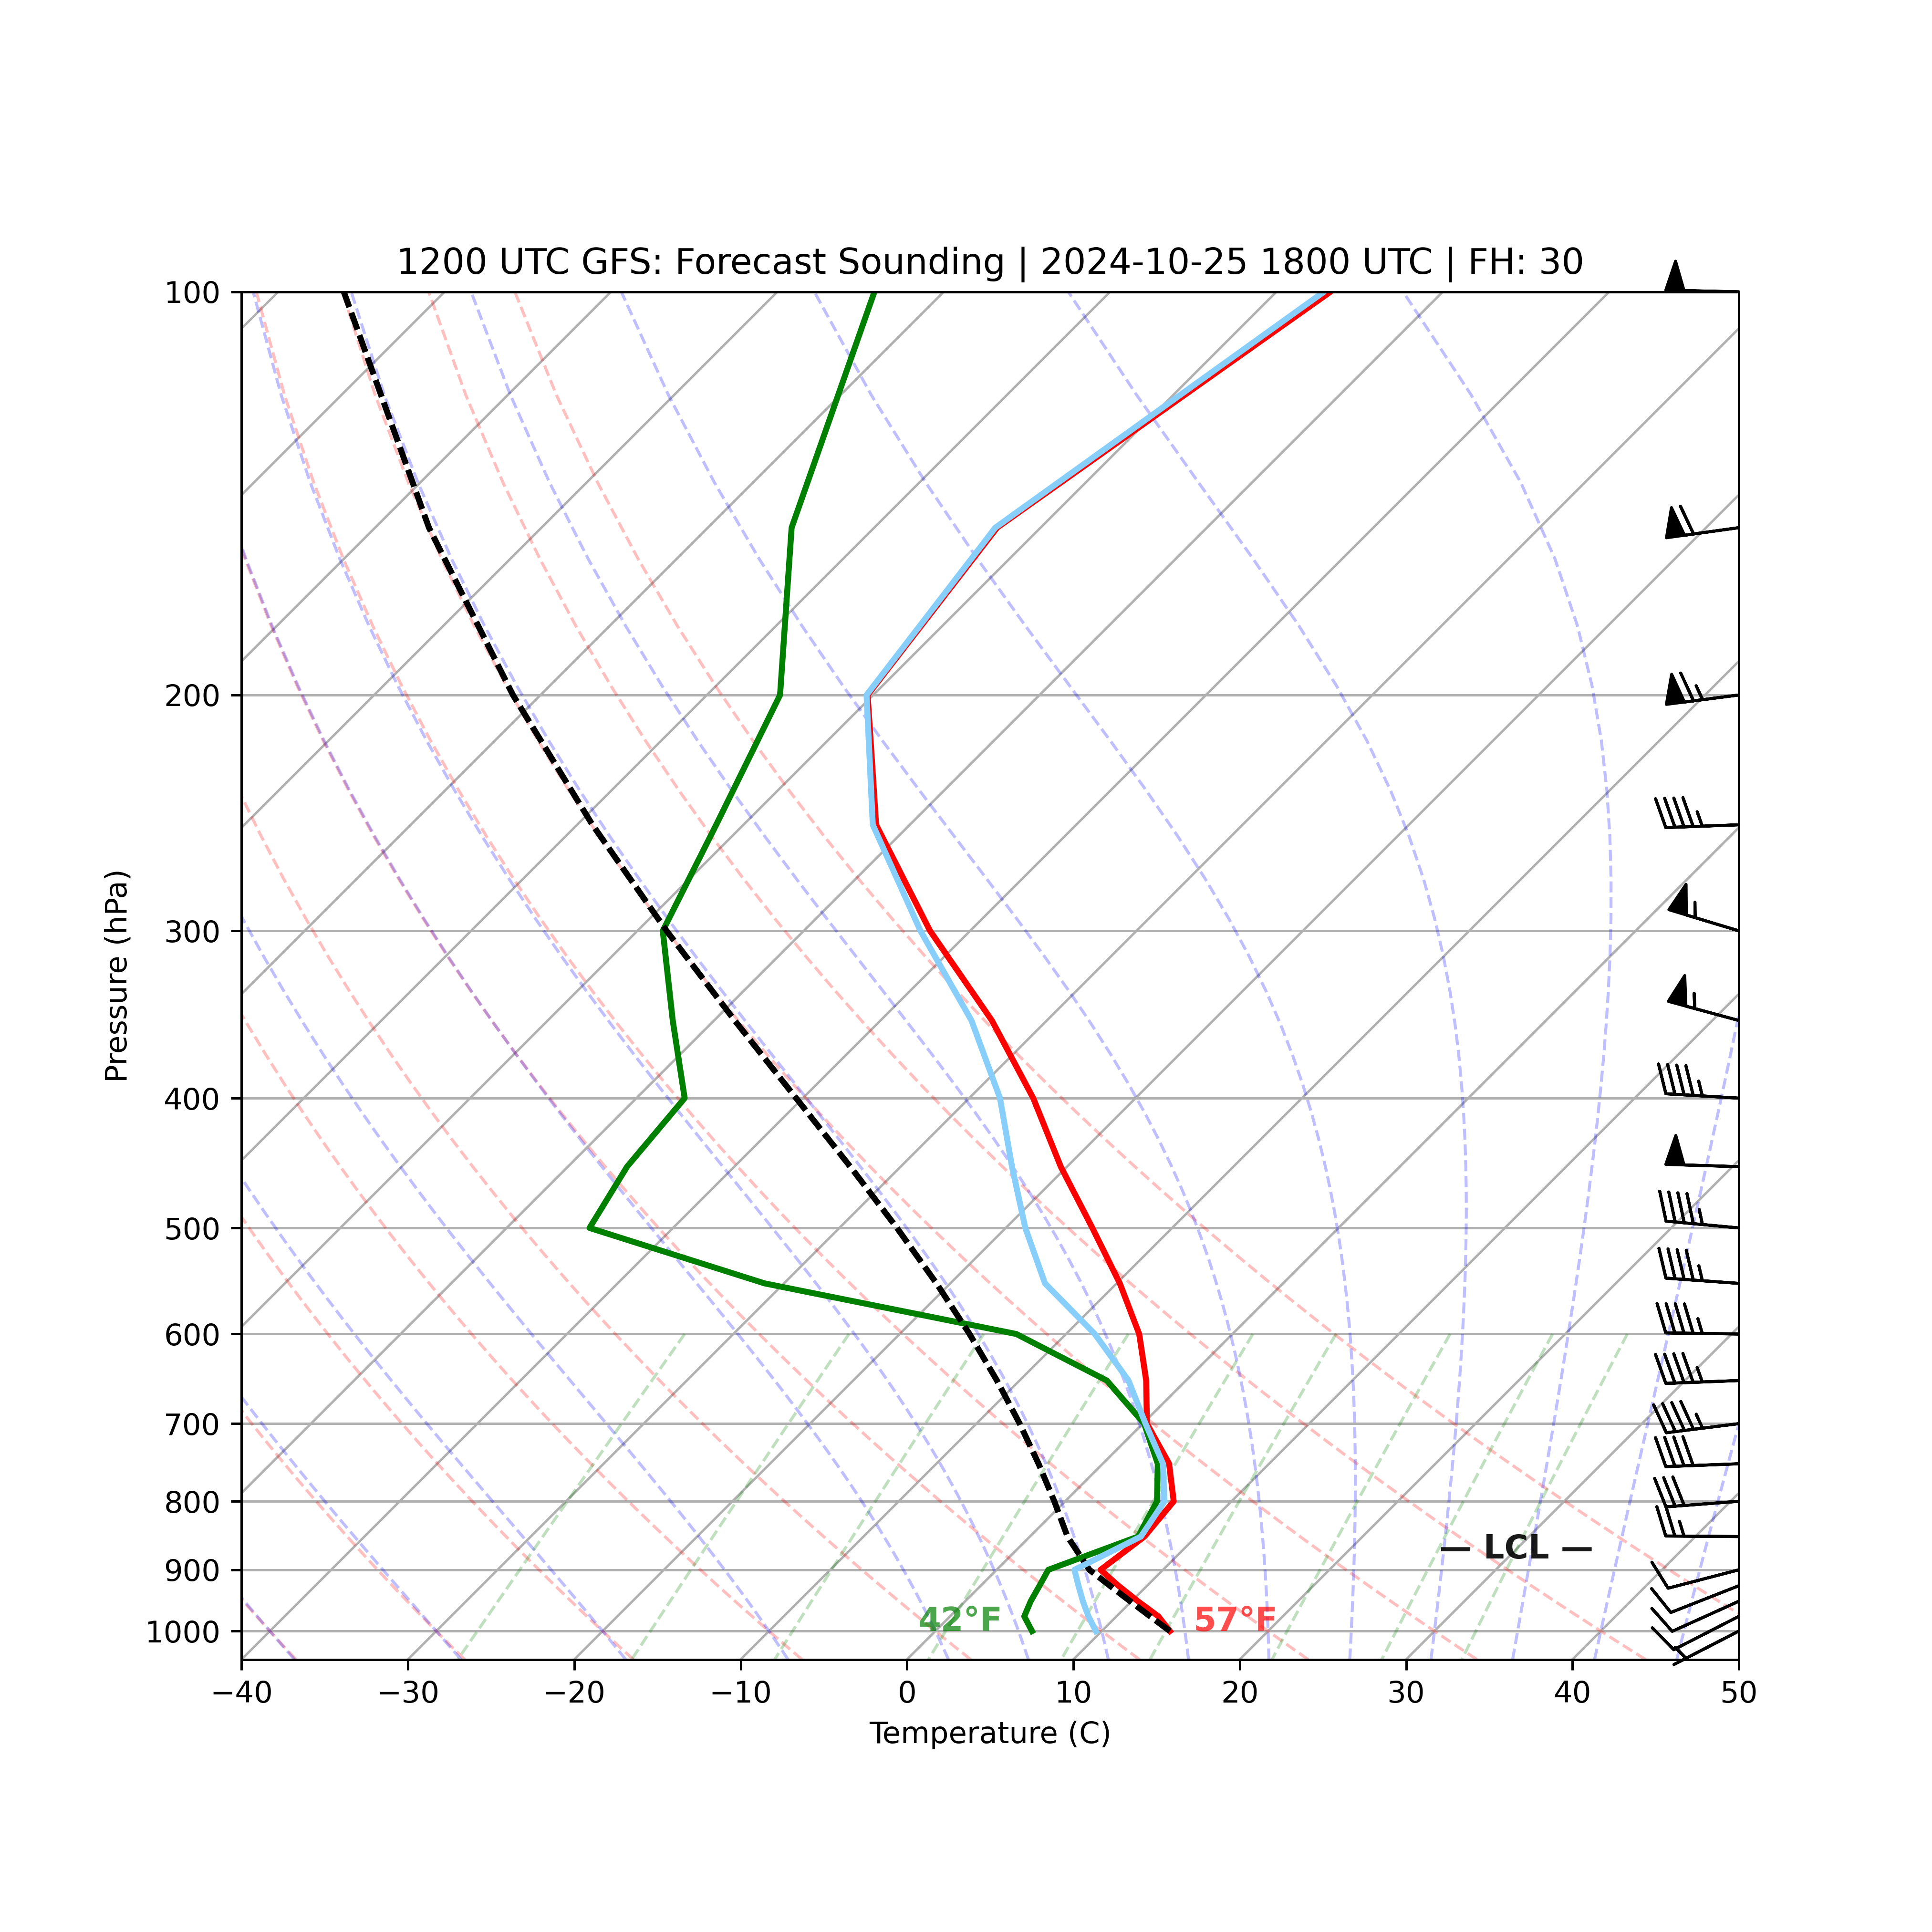 1200 UTC GFS: Forecast Sounding | 2024-10-25 1800 UTC | FH: 30
100
200
300
400
500
600
700
800
900
1000
Pressure (hPa)
— LCL —
42°F
57°F
−40 −30 −20 −10 0 10 20 30 40 50
Temperature (C)